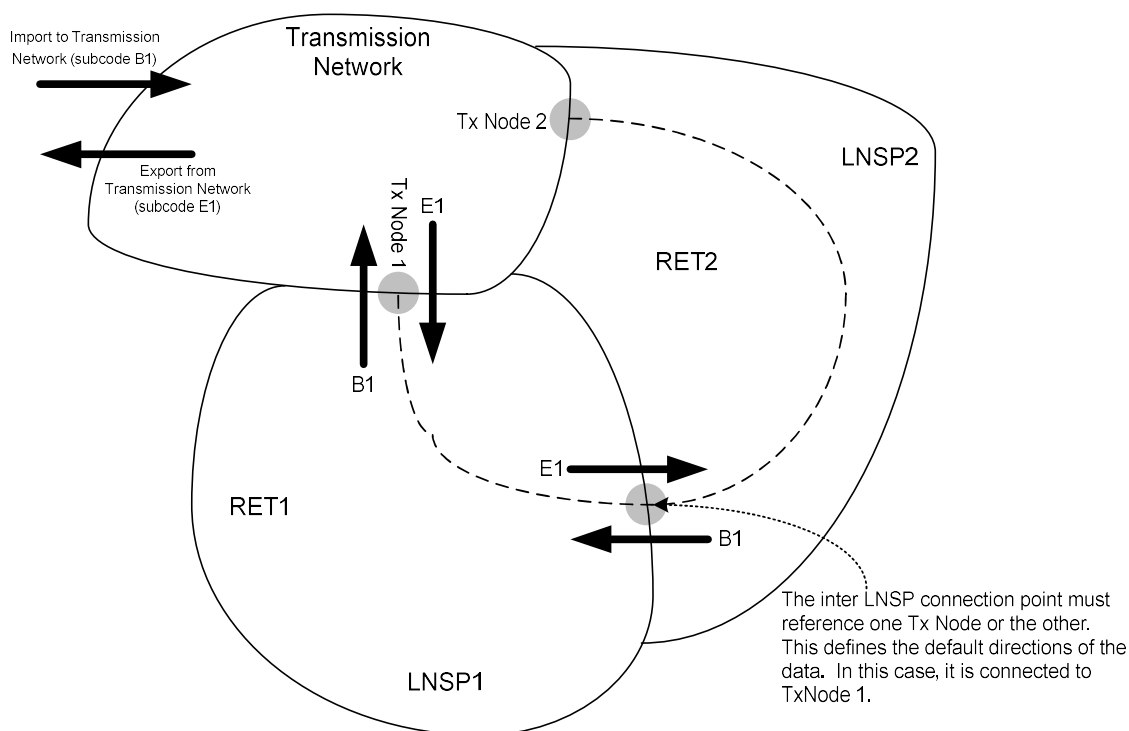 Import to Transmission
Network (subcode B1)
Transmission
Network
Tx Node 2
LNSP2
Export from
Transmission Network
(subcode E1)
Tx Node 1
E1
RET2
B1
E1
RET1
B1
The inter LNSP connection point must
reference one Tx Node or the other.
This defines the default directions of the
data.  In this case, it is connected to
TxNode 1.
LNSP1